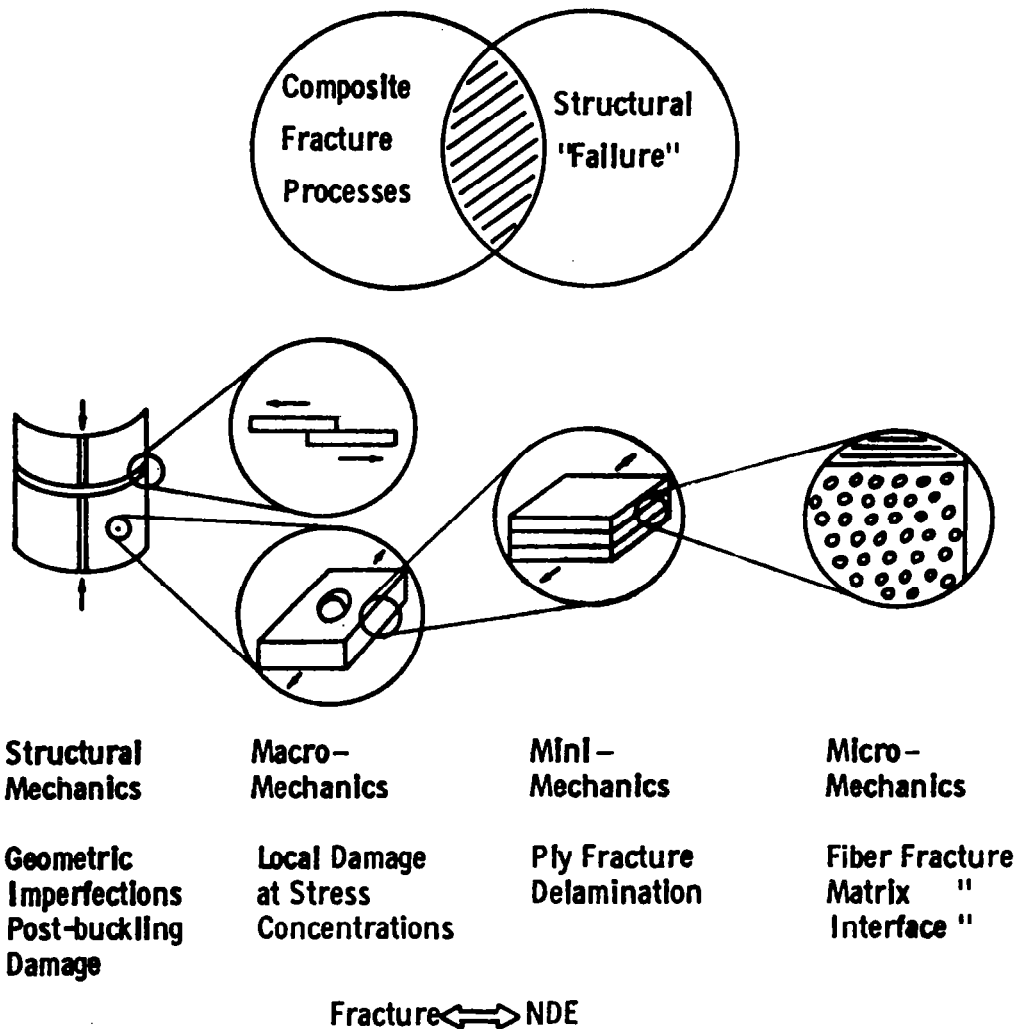 Composite
Fracture
Processes
Structural
"Failure"
Structural
Mechanics
Macro-
Mechanics
Mini-
Mechanics
Micro-
Mechanics
Geometric
Imperfections
Post-buckling
Damage
Local Damage
at Stress
Concentrations
Ply Fracture
Delamination
Fiber Fracture
Matrix "
Interface "
Fracture⟺NDE